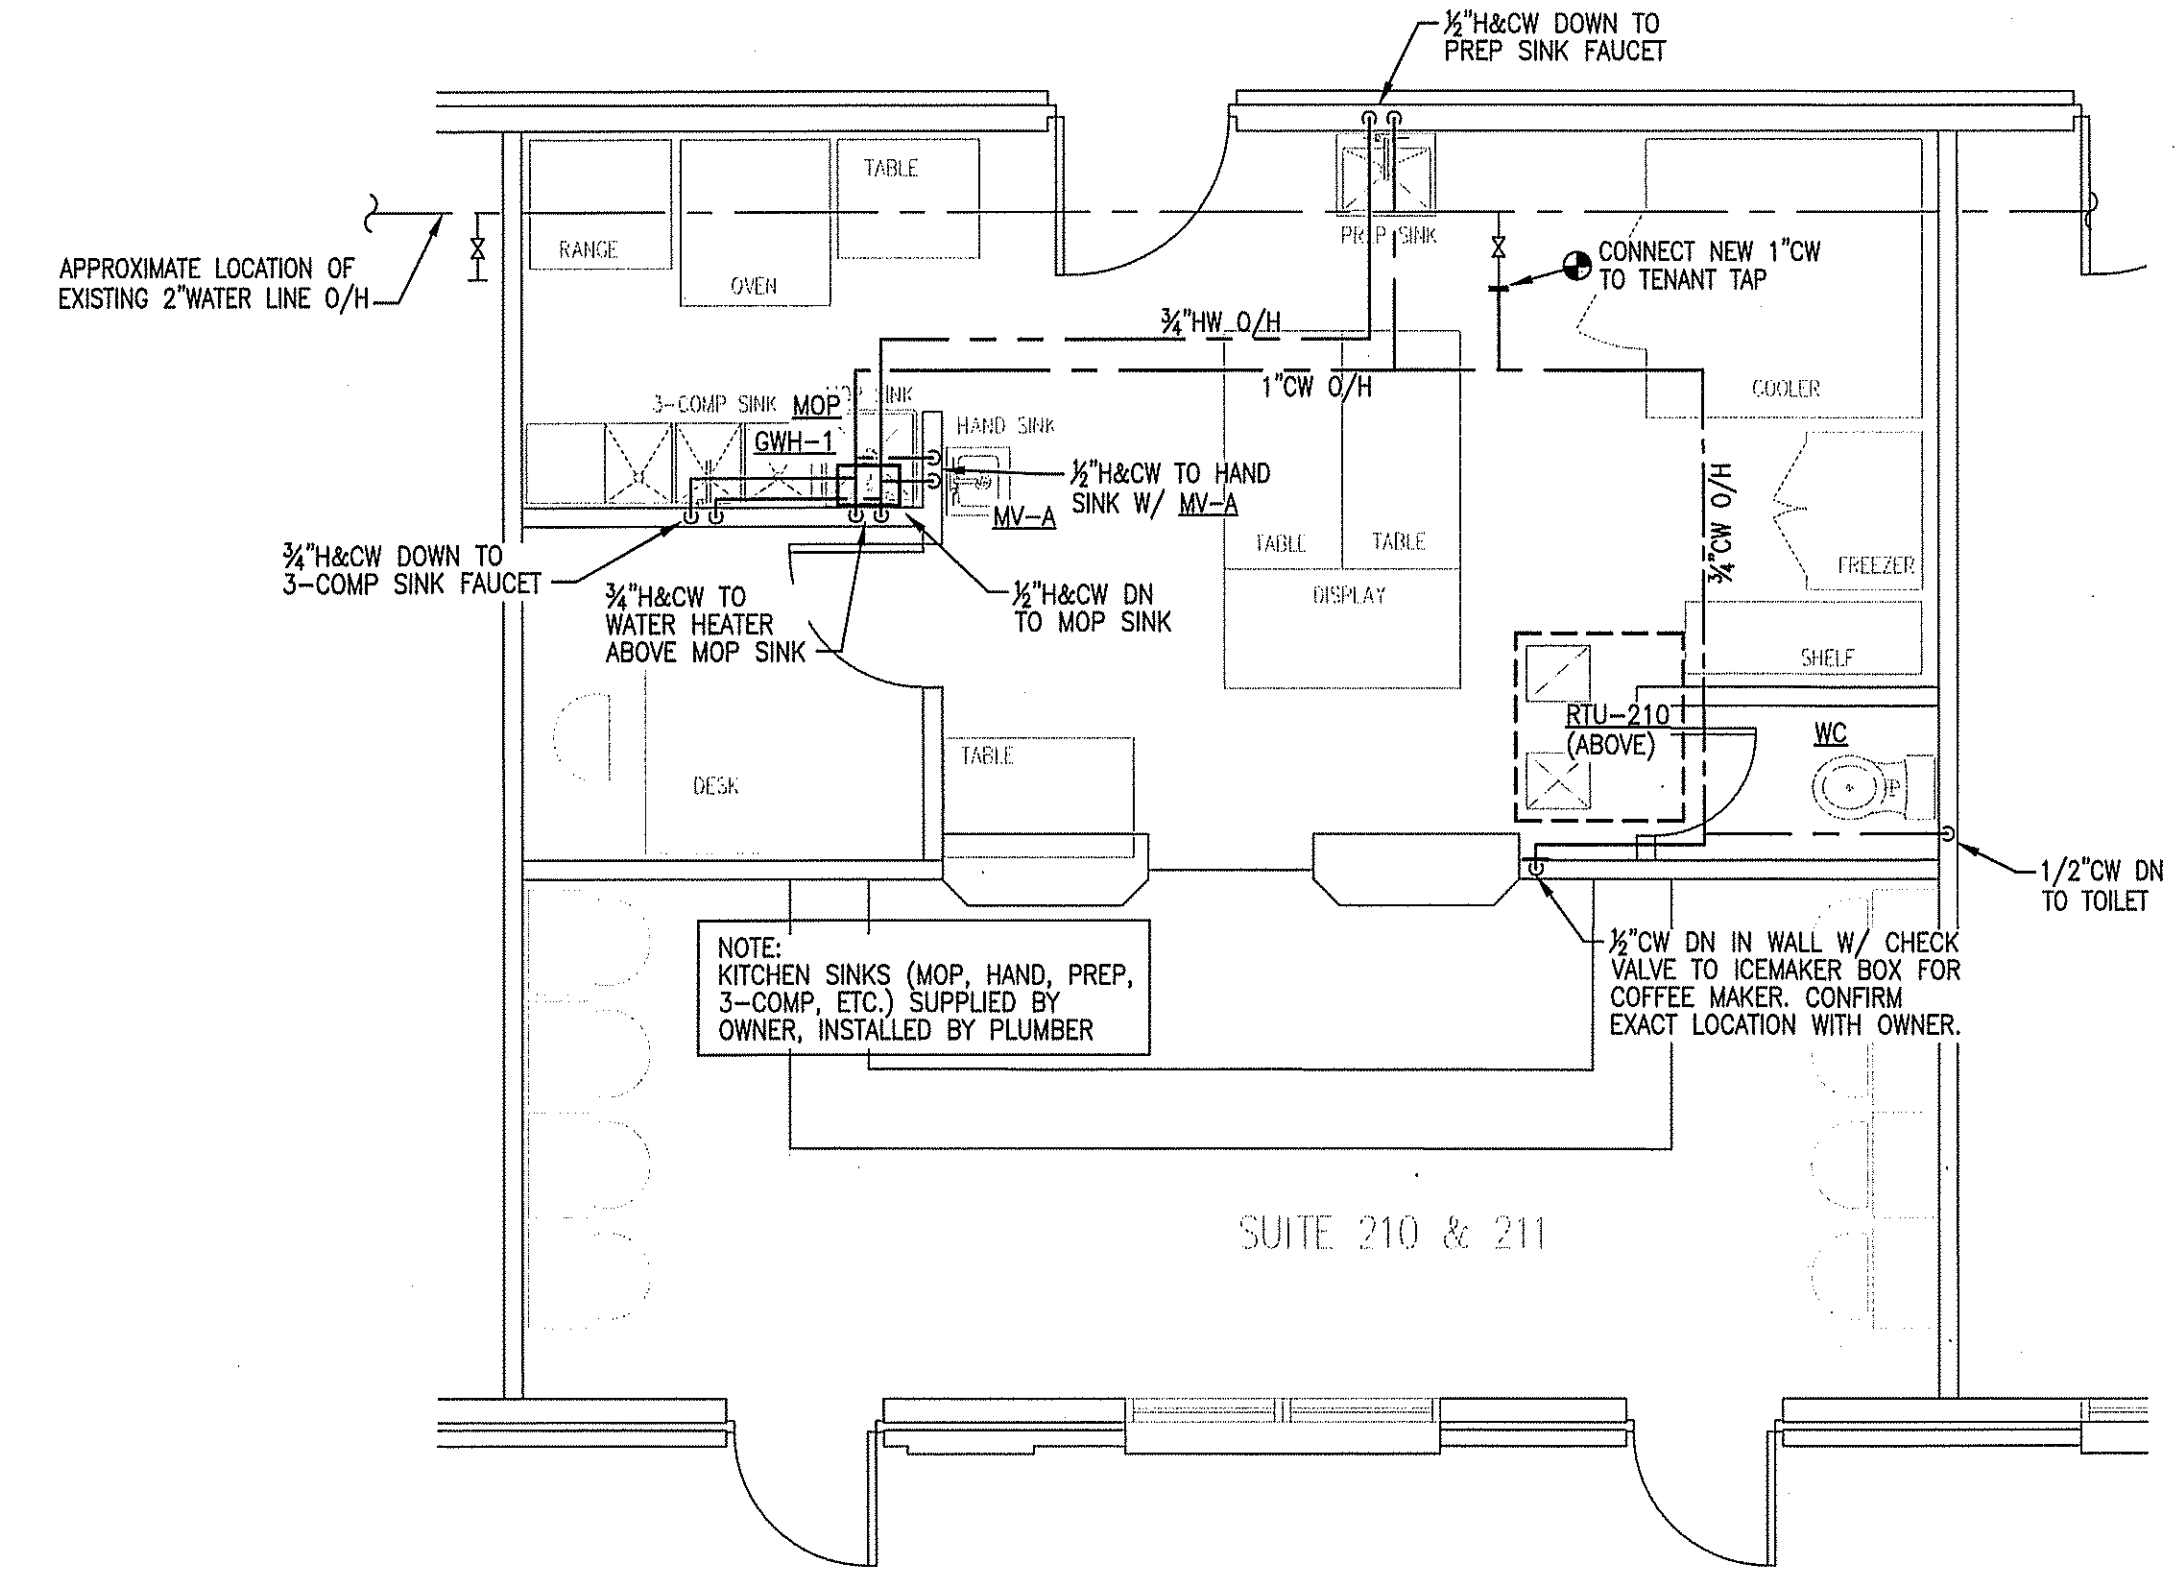 ½"H&CW DOWN TO
PREP SINK FAUCET
TABLE
RANGE
OVEN
PREP SINK
APPROXIMATE LOCATION OF
EXISTING 2"WATER LINE O/H
CONNECT NEW 1"CW
TO TENANT TAP
¾"HW O/H
1"CW O/H
COOLER
3-COMP SINK
MOP
MOP SINK
GWH-1
HAND SINK
½"H&CW TO HAND
SINK W/ MV-A
MV-A
¾"CW O/H
TABLE
TABLE
FREEZER
¾"H&CW DOWN TO
3-COMP SINK FAUCET
¾"H&CW TO
WATER HEATER
ABOVE MOP SINK
½"H&CW DN
TO MOP SINK
DISPLAY
SHELF
RTU-210
(ABOVE)
WC
TABLE
DESK
1/2"CW DN
TO TOILET
NOTE:
KITCHEN SINKS (MOP, HAND, PREP,
3-COMP, ETC.) SUPPLIED BY
OWNER, INSTALLED BY PLUMBER
½"CW DN IN WALL W/ CHECK
VALVE TO ICEMAKER BOX FOR
COFFEE MAKER. CONFIRM
EXACT LOCATION WITH OWNER.
SUITE 210 & 211